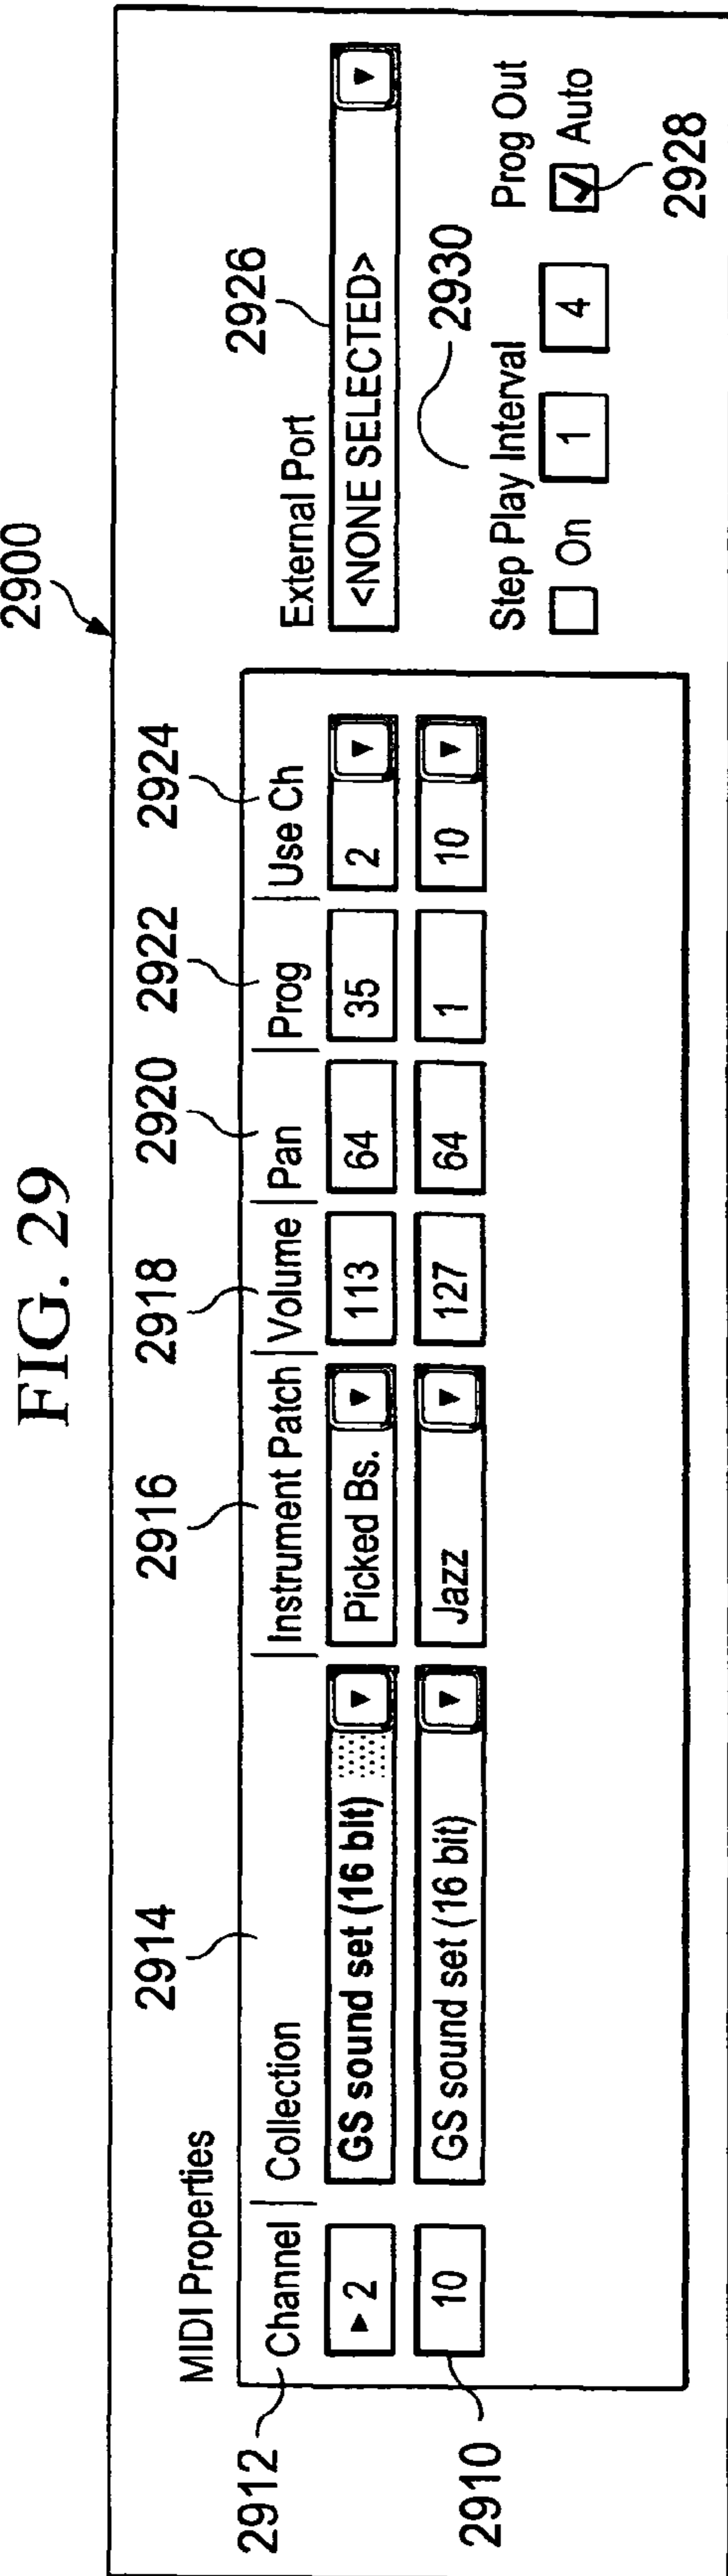 FIG. 29
2900
MIDI Properties
2912 2914 2916 2918 2920 2922 2924
Channel | Collection | Instrument Patch | Volume | Pan | Prog | Use Ch
▸ 2 GS sound set (16 bit) ▼ Picked Bs. ▼ 113 64 35 2 ▼
10 GS sound set (16 bit) ▼ Jazz ▼ 127 64 1 10 ▼
2910
External Port
2926
<NONE SELECTED> ▼
2930
Step Play Interval Prog Out
On 1 4 ✓ Auto
2928